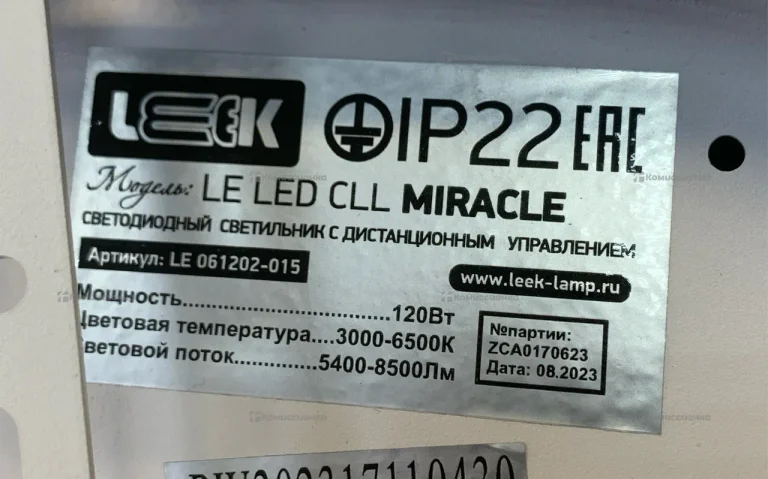 LEEK IP22 EAC
Модель: LE LED CLL MIRACLE
СВЕТОДИОДНЫЙ СВЕТИЛЬНИК С ДИСТАНЦИОННЫМ УПРАВЛЕНИЕМ
Артикул: LE 061202-015
www.leek-lamp.ru
Мощность.......................120Вт
Цветовая температура....3000-6500К
Световой поток.............5400-8500Лм
№партии:
ZCA0170623
Дата: 08.2023